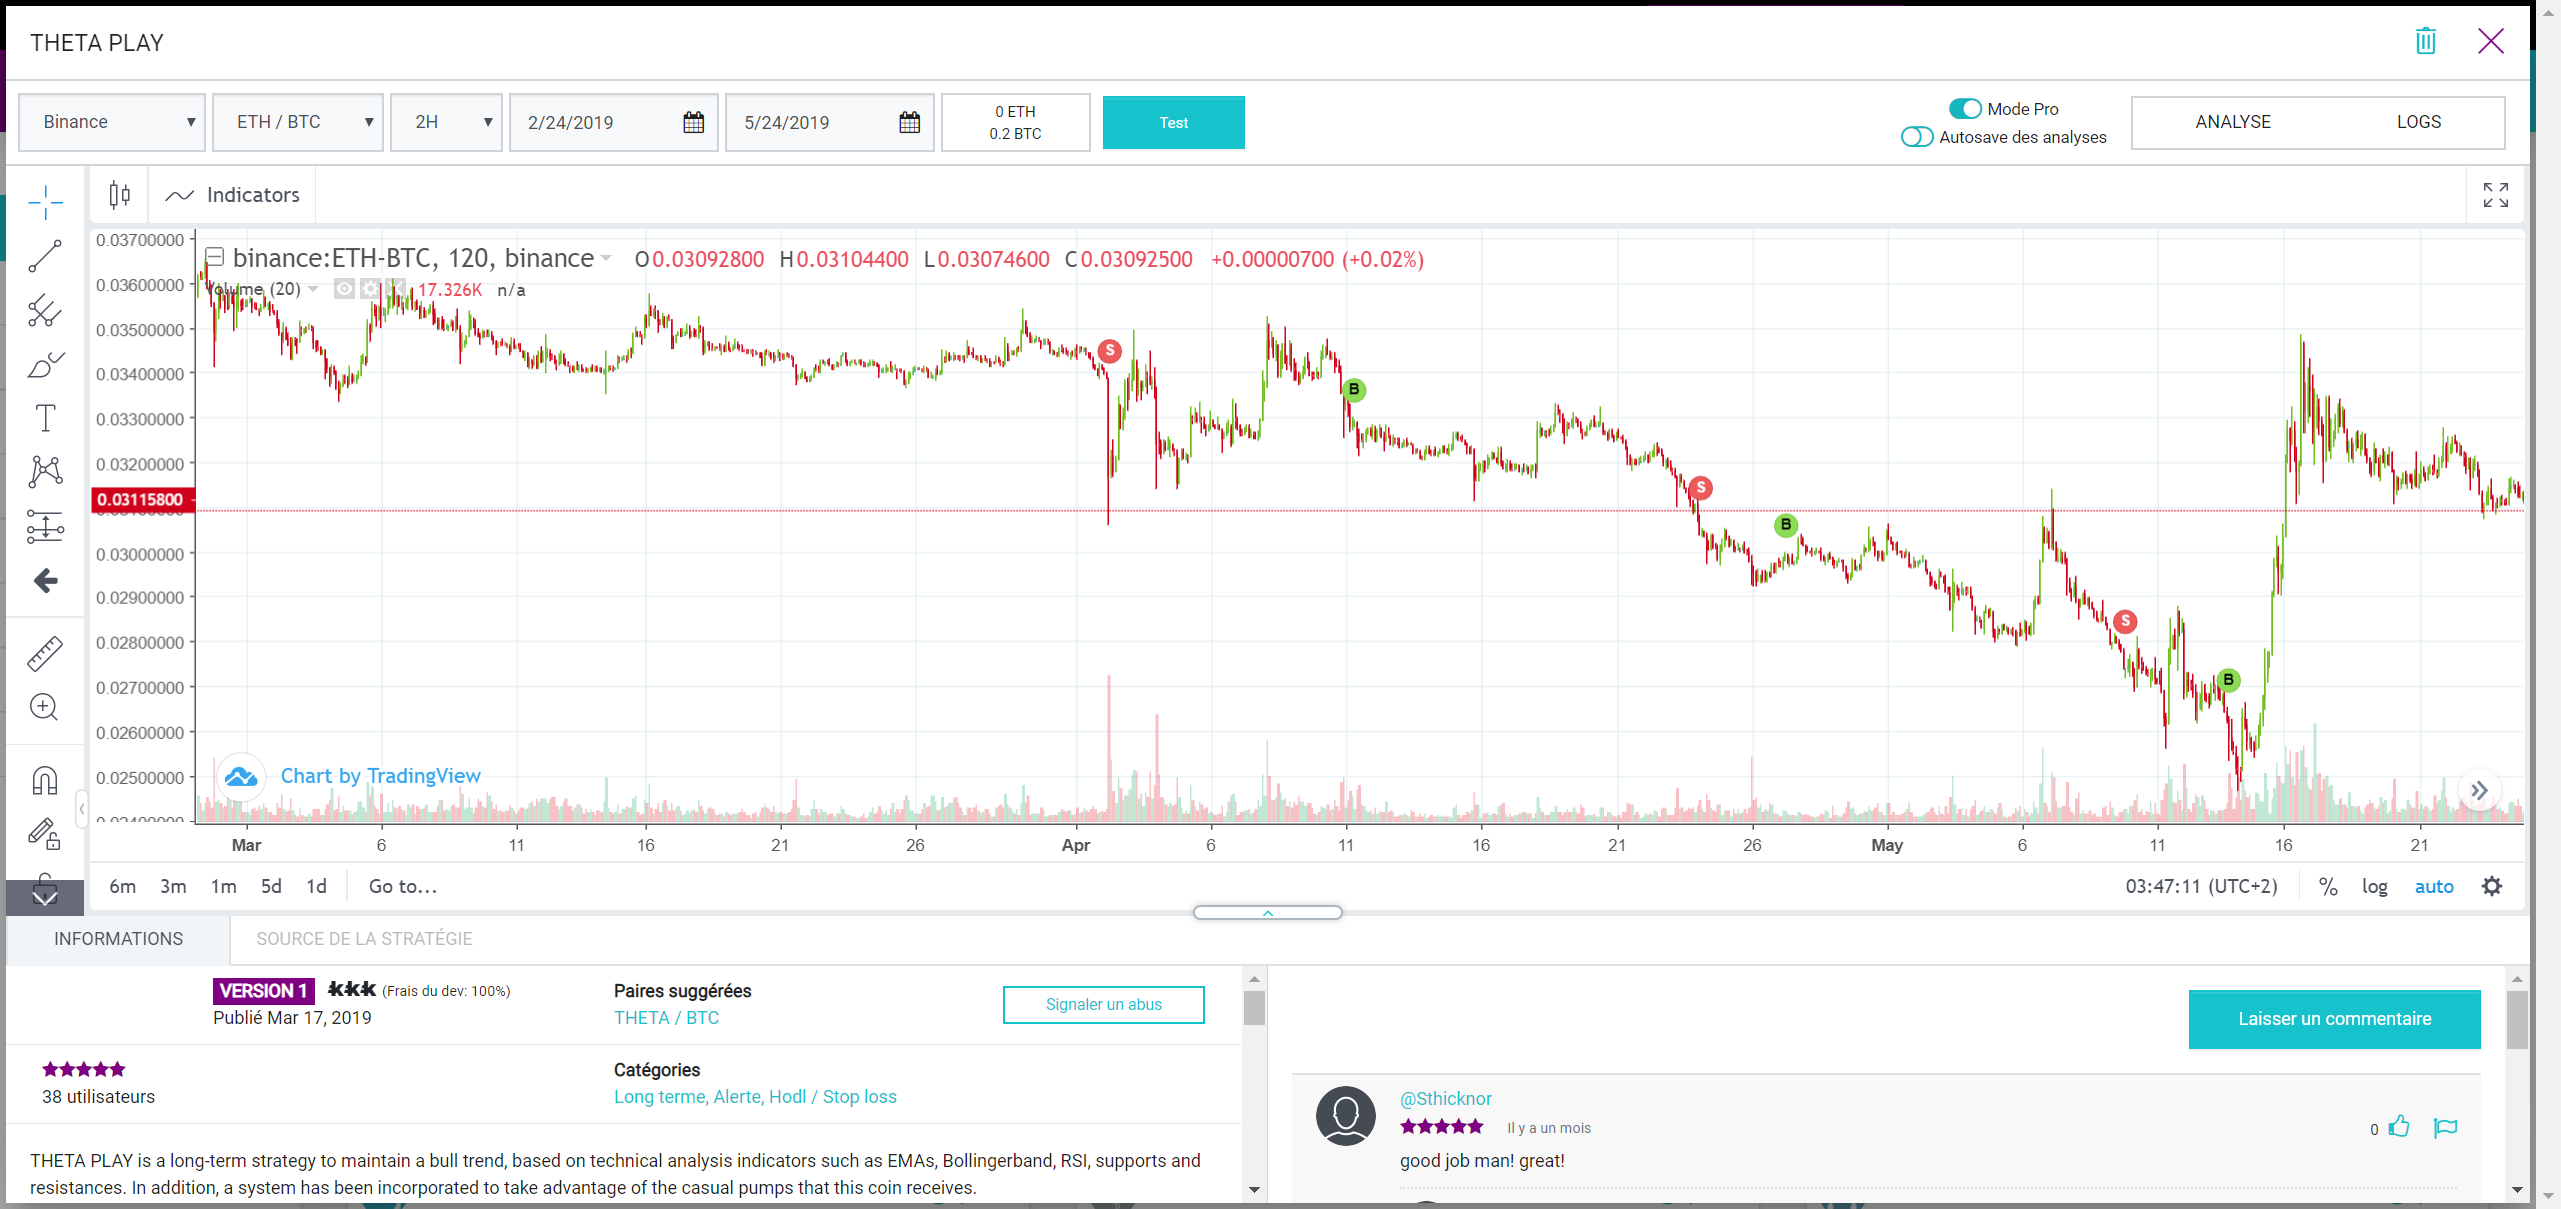 THETA PLAY
Binance
ETH / BTC
2H
2/24/2019
5/24/2019
0 ETH
0.2 BTC
Test
Mode Pro
Autosave des analyses
ANALYSE
LOGS
Indicators
binance:ETH-BTC, 120, binance
O0.03092800 H0.03104400 L0.03074600 C0.03092500 +0.00000700 (+0.02%)
Volume (20) 17.326K n/a
0.03700000
0.03600000
0.03500000
0.03400000
0.03300000
0.03200000
0.03115800
0.03000000
0.02900000
0.02800000
0.02700000
0.02600000
0.02500000
S
B
S
B
S
B
Chart by TradingView
Mar 6 11 16 21 26 Apr 6 11 16 21 26 May 6 11 16 21
6m 3m 1m 5d 1d Go to...
03:47:11 (UTC+2) % log auto
INFORMATIONS
SOURCE DE LA STRATÉGIE
VERSION 1 (Frais du dev: 100%)
Publié Mar 17, 2019
Paires suggérées
THETA / BTC
Signaler un abus
38 utilisateurs
Catégories
Long terme, Alerte, Hodl / Stop loss
THETA PLAY is a long-term strategy to maintain a bull trend, based on technical analysis indicators such as EMAs, Bollingerband, RSI, supports and
resistances. In addition, a system has been incorporated to take advantage of the casual pumps that this coin receives.
Laisser un commentaire
@Sthicknor
Il y a un mois
0
good job man! great!